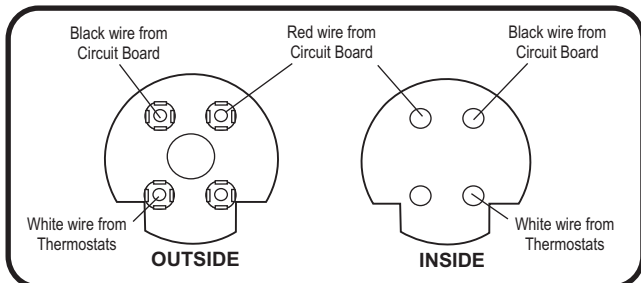 Black wire from
Circuit Board
Red wire from
Circuit Board
Black wire from
Circuit Board
White wire from
Thermostats
OUTSIDE
White wire from
Thermostats
INSIDE